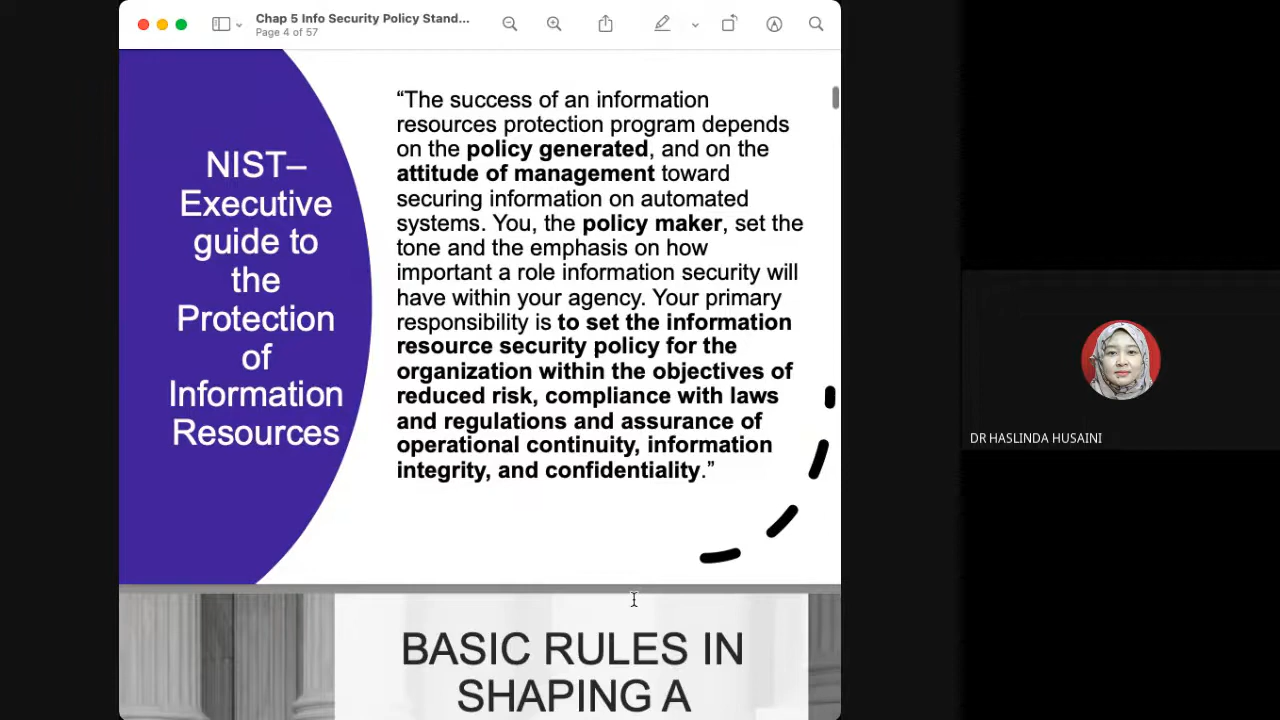 Chap 5 Info Security Policy Stand...
Page 4 of 57
NIST–
Executive
guide to
the
Protection
of
Information
Resources
“The success of an information
resources protection program depends
on the policy generated, and on the
attitude of management toward
securing information on automated
systems. You, the policy maker, set the
tone and the emphasis on how
important a role information security will
have within your agency. Your primary
responsibility is to set the information
resource security policy for the
organization within the objectives of
reduced risk, compliance with laws
and regulations and assurance of
operational continuity, information
integrity, and confidentiality.”
BASIC RULES IN
SHAPING A
DR HASLINDA HUSAINI